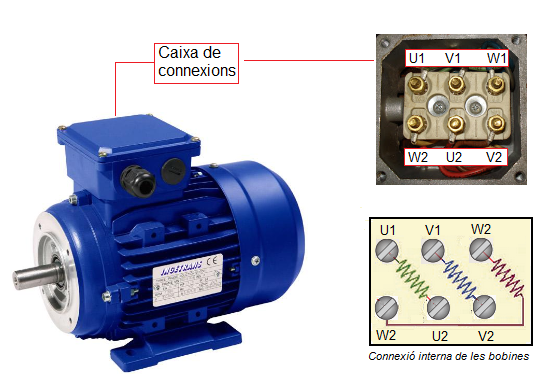 Caixa de
connexions
U1 V1 W1
W2 U2 V2
U1 V1 W2
W2 U2 V2
Connexió interna de les bobines
CE